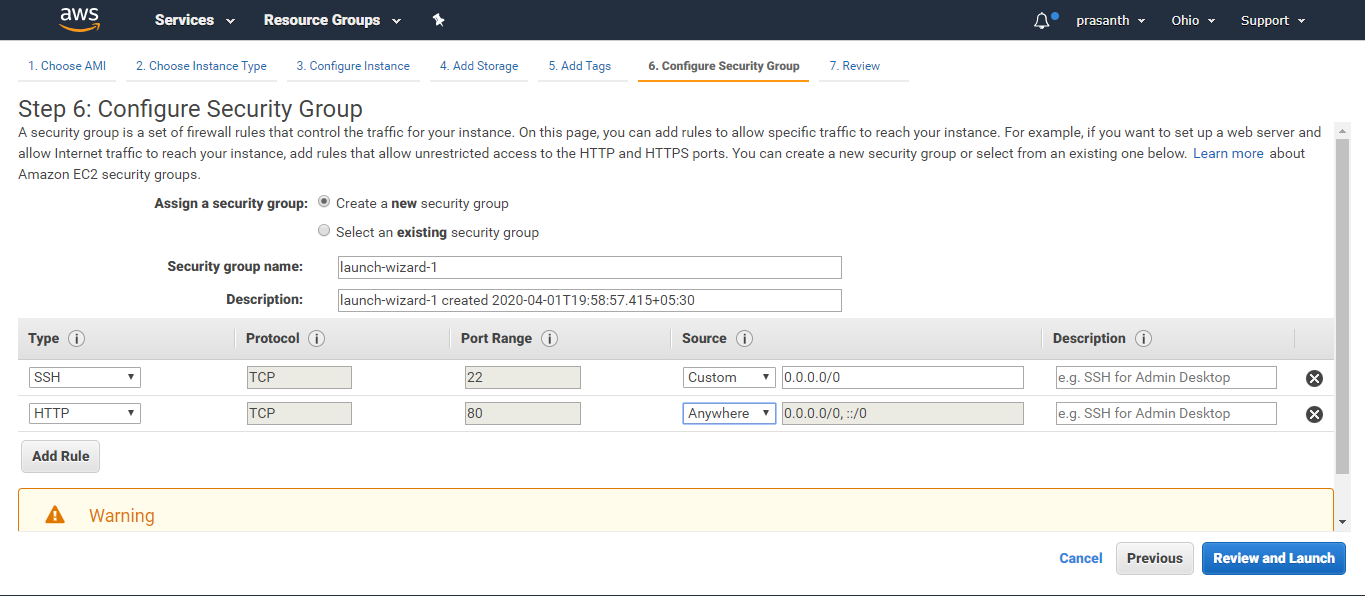 aws Services Resource Groups prasanth Ohio Support
1. Choose AMI 2. Choose Instance Type 3. Configure Instance 4. Add Storage 5. Add Tags 6. Configure Security Group 7. Review
Step 6: Configure Security Group
A security group is a set of firewall rules that control the traffic for your instance. On this page, you can add rules to allow specific traffic to reach your instance. For example, if you want to set up a web server and
allow Internet traffic to reach your instance, add rules that allow unrestricted access to the HTTP and HTTPS ports. You can create a new security group or select from an existing one below. Learn more about
Amazon EC2 security groups.
Assign a security group: Create a new security group
Select an existing security group
Security group name: launch-wizard-1
Description: launch-wizard-1 created 2020-04-01T19:58:57.415+05:30
Type i Protocol i Port Range i Source i Description i
SSH TCP 22 Custom 0.0.0.0/0 e.g. SSH for Admin Desktop
HTTP TCP 80 Anywhere 0.0.0.0/0, ::/0 e.g. SSH for Admin Desktop
Add Rule
Warning
Cancel Previous Review and Launch